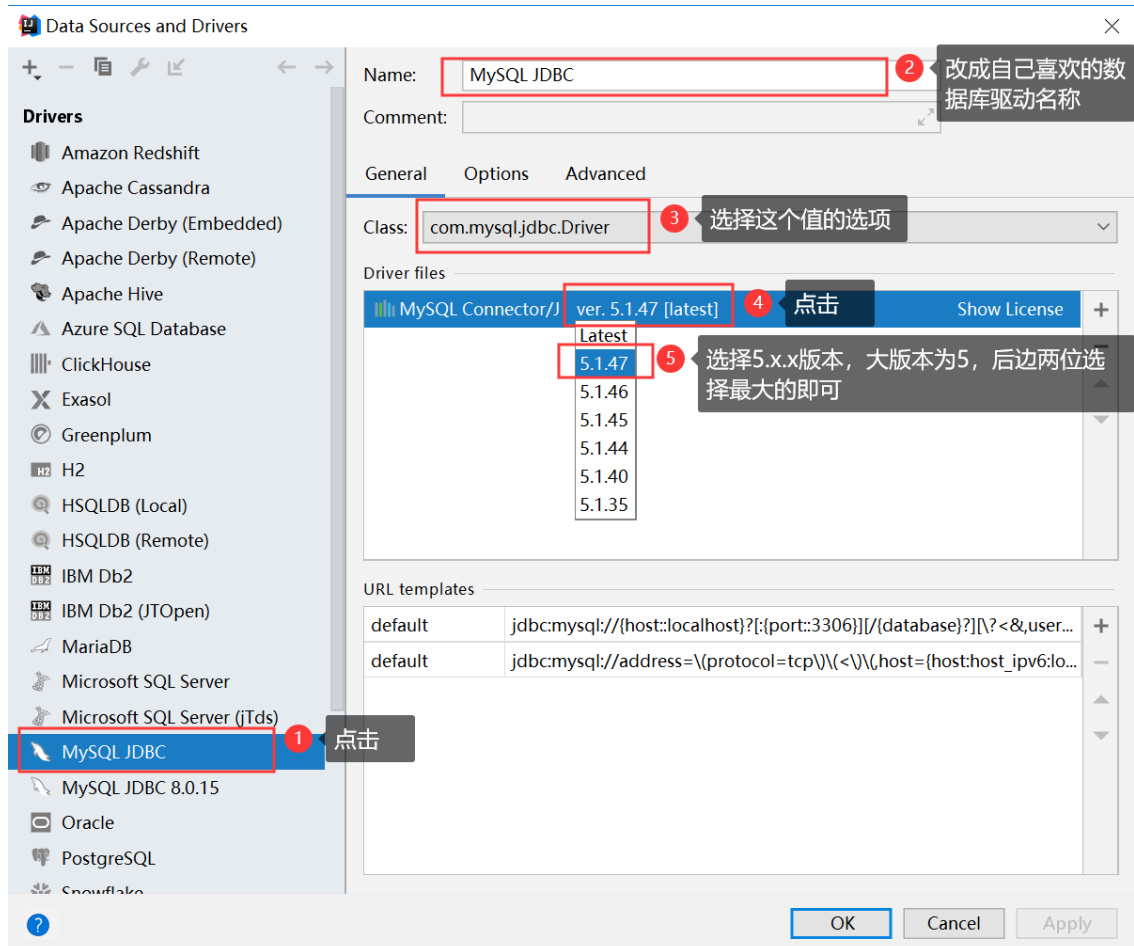 Data Sources and Drivers
Name:
MySQL JDBC
2
改成自己喜欢的数
据库驱动名称
Comment:
Drivers
Amazon Redshift
Apache Cassandra
Apache Derby (Embedded)
Apache Derby (Remote)
Apache Hive
Azure SQL Database
ClickHouse
Exasol
Greenplum
H2
HSQLDB (Local)
HSQLDB (Remote)
IBM Db2
IBM Db2 (JTOpen)
MariaDB
Microsoft SQL Server
Microsoft SQL Server (jTds)
MySQL JDBC
1
点击
MySQL JDBC 8.0.15
Oracle
PostgreSQL
Snowflake
General Options Advanced
Class: com.mysql.jdbc.Driver
3
选择这个值的选项
Driver files
MySQL Connector/J ver. 5.1.47 [latest]
4
点击
Show License
Latest
5.1.47
5
选择5.x.x版本，大版本为5，后边两位选
择最大的即可
5.1.46
5.1.45
5.1.44
5.1.40
5.1.35
URL templates
default jdbc:mysql://{host::localhost}?[:{port::3306}][/{database}?][\?<&,user...
default jdbc:mysql://address=\(protocol=tcp\)\(<\)\(,host={host:host_ipv6:lo...
?
OK Cancel Apply